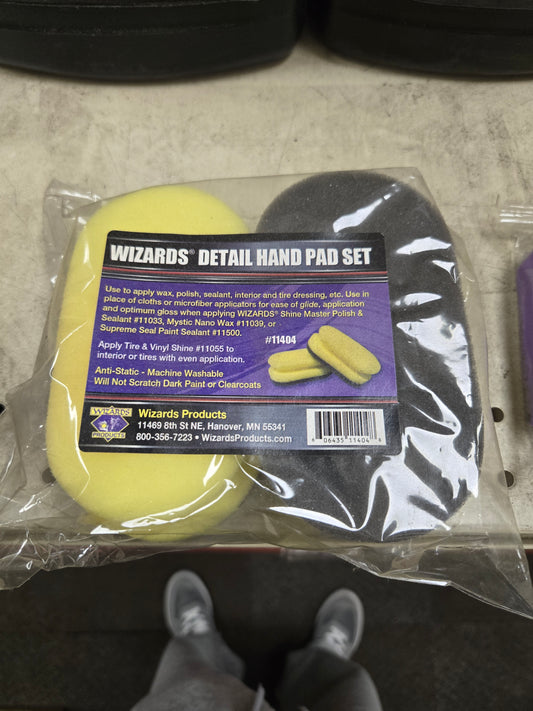 WIZARDS® DETAIL HAND PAD SET
Use to apply wax, polish, sealant, interior and tire dressing, etc. Use in
place of cloths or microfiber applicators for ease of glide, application
and optimum gloss when applying WIZARDS® Shine Master Polish &
Sealant #11033, Mystic Nano Wax #11039, or
Supreme Seal Paint Sealant #11500.
#11404
Apply Tire & Vinyl Shine #11055 to
interior or tires with even application.
Anti-Static - Machine Washable
Will Not Scratch Dark Paint or Clearcoats
WIZARDS
PRODUCTS
Wizards Products
11469 8th St NE, Hanover, MN 55341
800-356-7223 • WizardsProducts.com
06435 11404